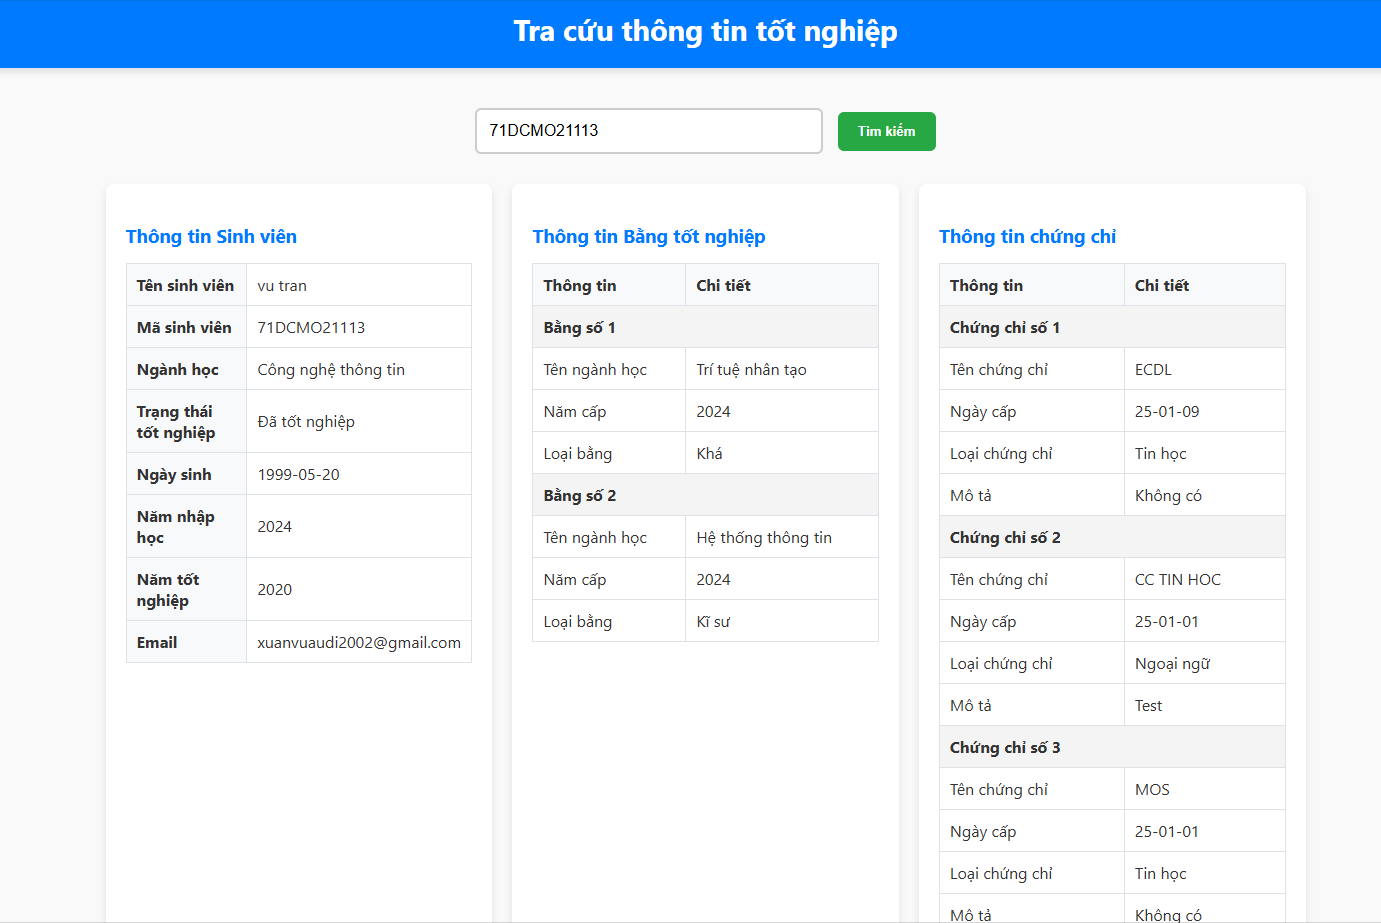 Tra cứu thông tin tốt nghiệp
71DCMO21113
Tìm kiếm
Thông tin Sinh viên
Tên sinh viên vu tran
Mã sinh viên 71DCMO21113
Ngành học Công nghệ thông tin
Trạng thái
tốt nghiệp Đã tốt nghiệp
Ngày sinh 1999-05-20
Năm nhập
học 2024
Năm tốt
nghiệp 2020
Email xuanvuaudi2002@gmail.com
Thông tin Bằng tốt nghiệp
Thông tin Chi tiết
Bằng số 1
Tên ngành học Trí tuệ nhân tạo
Năm cấp 2024
Loại bằng Khá
Bằng số 2
Tên ngành học Hệ thống thông tin
Năm cấp 2024
Loại bằng Kĩ sư
Thông tin chứng chỉ
Thông tin Chi tiết
Chứng chỉ số 1
Tên chứng chỉ ECDL
Ngày cấp 25-01-09
Loại chứng chỉ Tin học
Mô tả Không có
Chứng chỉ số 2
Tên chứng chỉ CC TIN HOC
Ngày cấp 25-01-01
Loại chứng chỉ Ngoại ngữ
Mô tả Test
Chứng chỉ số 3
Tên chứng chỉ MOS
Ngày cấp 25-01-01
Loại chứng chỉ Tin học
Mô tả Không có